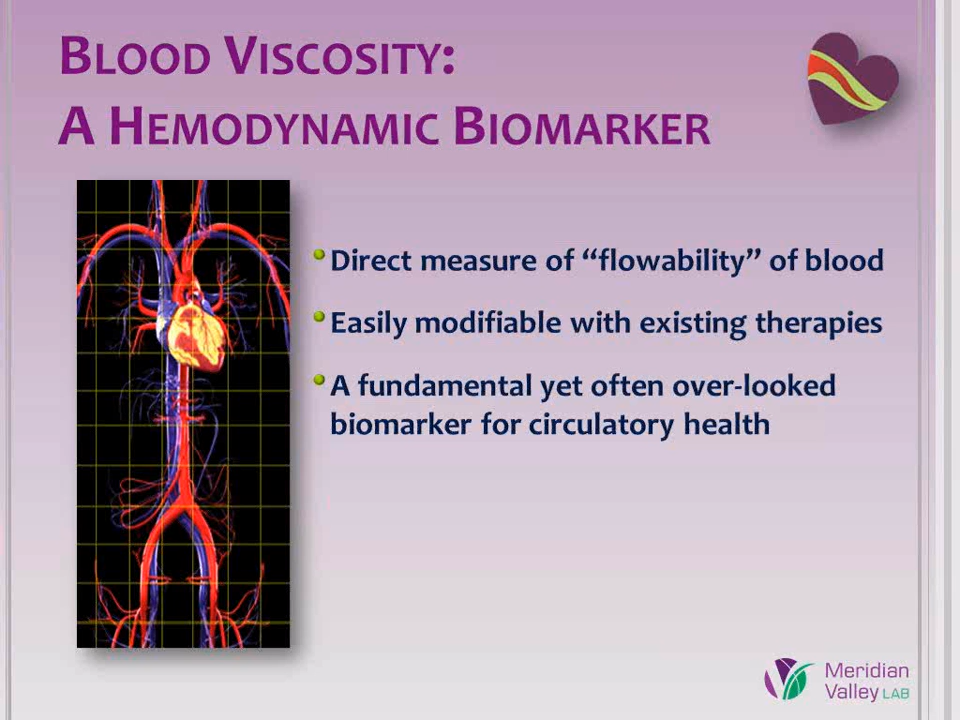 BLOOD VISCOSITY:
A HEMODYNAMIC BIOMARKER
Direct measure of “flowability” of blood
Easily modifiable with existing therapies
A fundamental yet often over-looked
biomarker for circulatory health
Meridian
Valley LAB